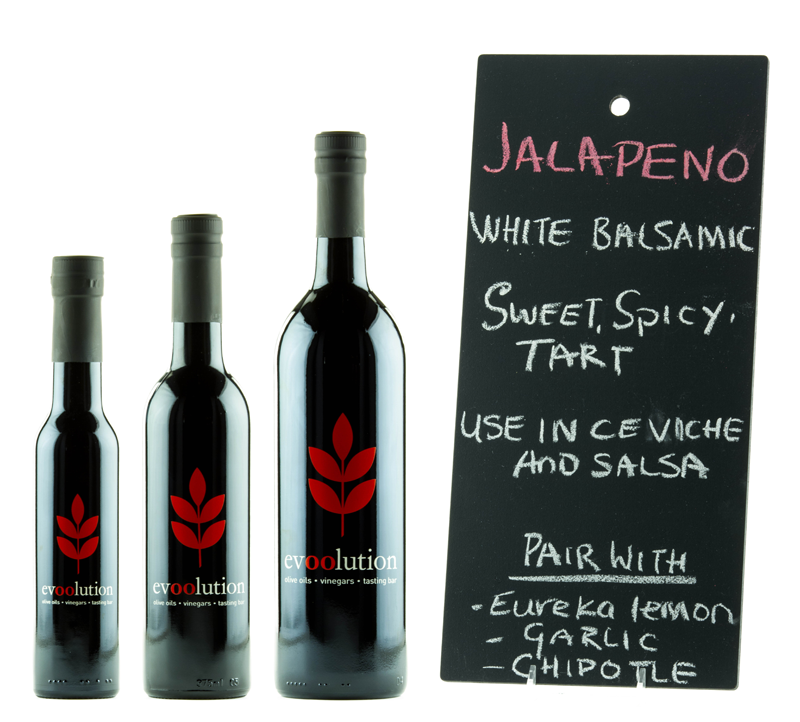 evoolution
olive oils • vinegars • tasting bar
evoolution
olive oils • vinegars • tasting bar
evoolution
olive oils • vinegars • tasting bar
JALAPENO
WHITE BALSAMIC
SWEET, SPICY,
TART
USE IN CEVICHE
AND SALSA
PAIR WITH
- Eureka lemon
- GARLIC
- CHIPOTLE